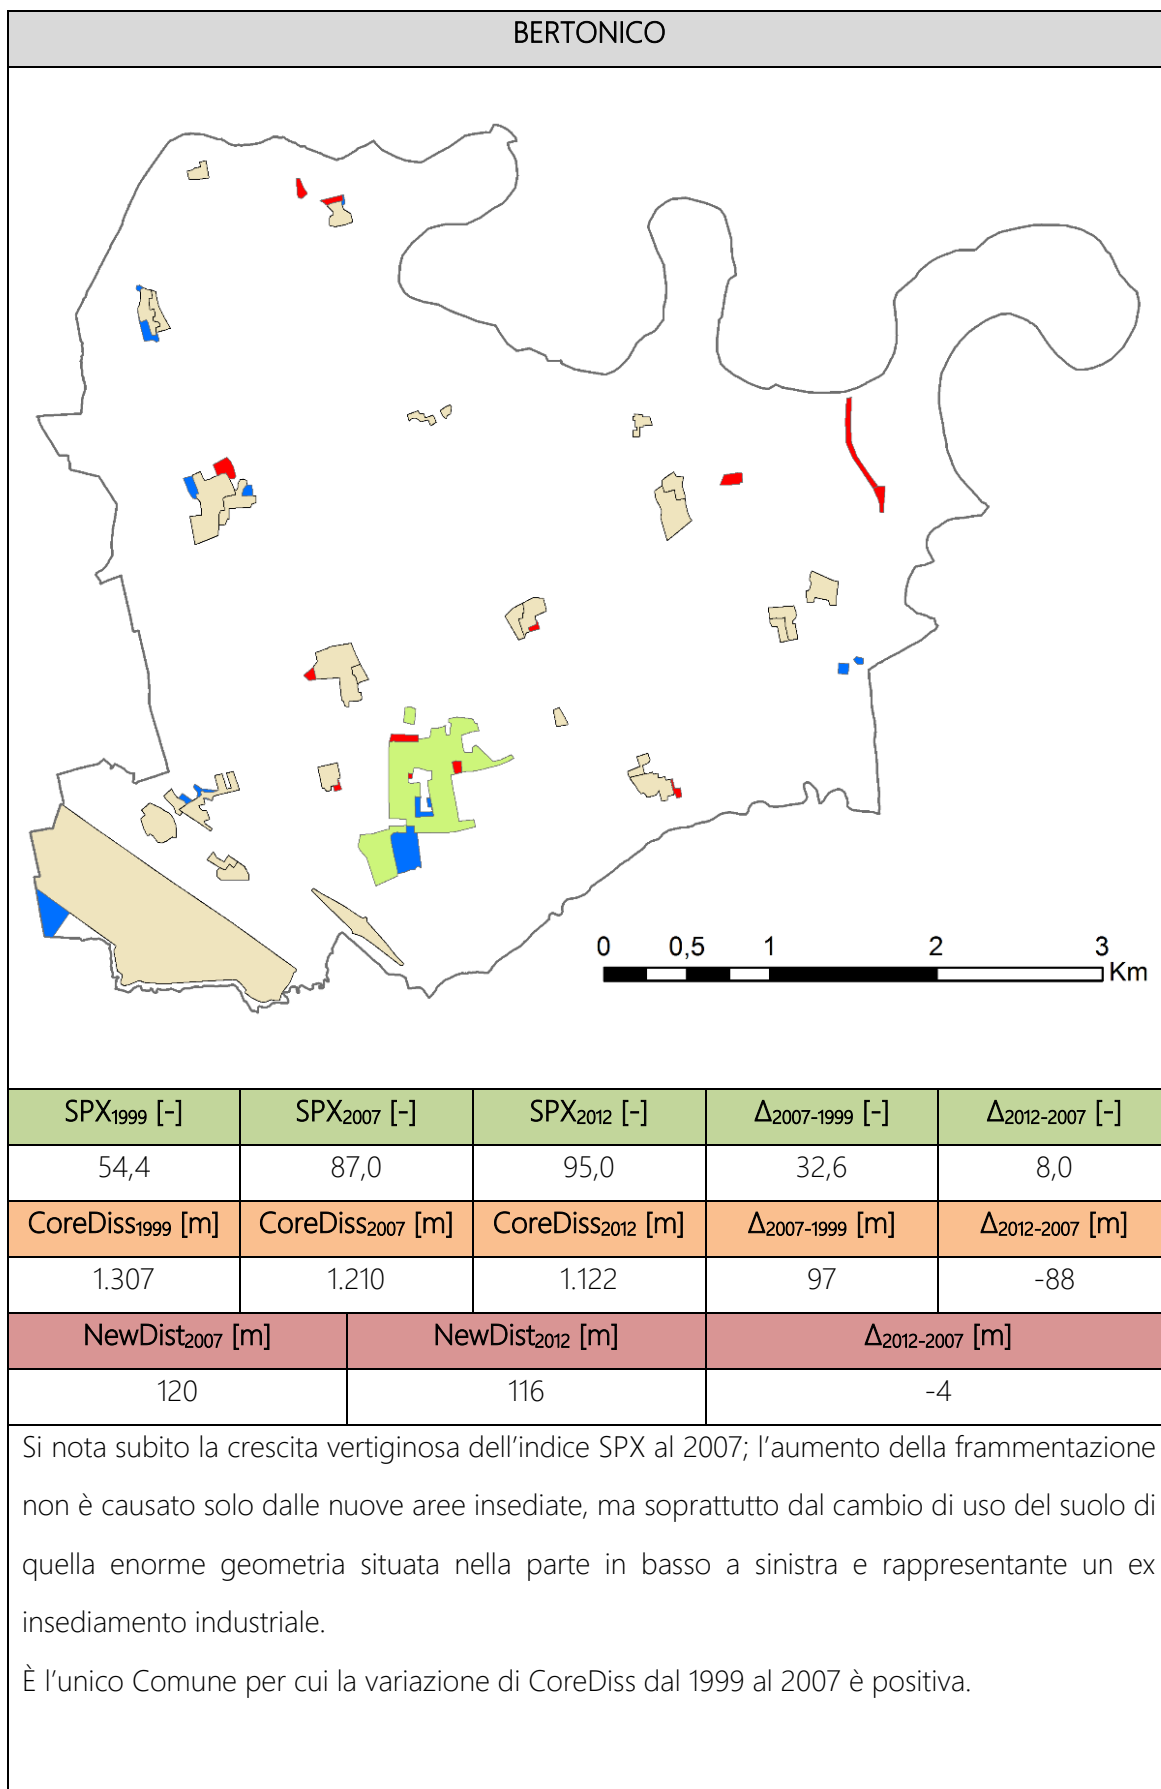 BERTONICO
0 0,5 1 2 3
Km
SPX1999 [-] SPX2007 [-] SPX2012 [-] Δ2007-1999 [-] Δ2012-2007 [-]
54,4 87,0 95,0 32,6 8,0
CoreDiss1999 [m] CoreDiss2007 [m] CoreDiss2012 [m] Δ2007-1999 [m] Δ2012-2007 [m]
1.307 1.210 1.122 97 -88
NewDist2007 [m] NewDist2012 [m] Δ2012-2007 [m]
120 116 -4
Si nota subito la crescita vertiginosa dell’indice SPX al 2007; l’aumento della frammentazione
non è causato solo dalle nuove aree insediate, ma soprattutto dal cambio di uso del suolo di
quella enorme geometria situata nella parte in basso a sinistra e rappresentante un ex
insediamento industriale.
È l’unico Comune per cui la variazione di CoreDiss dal 1999 al 2007 è positiva.